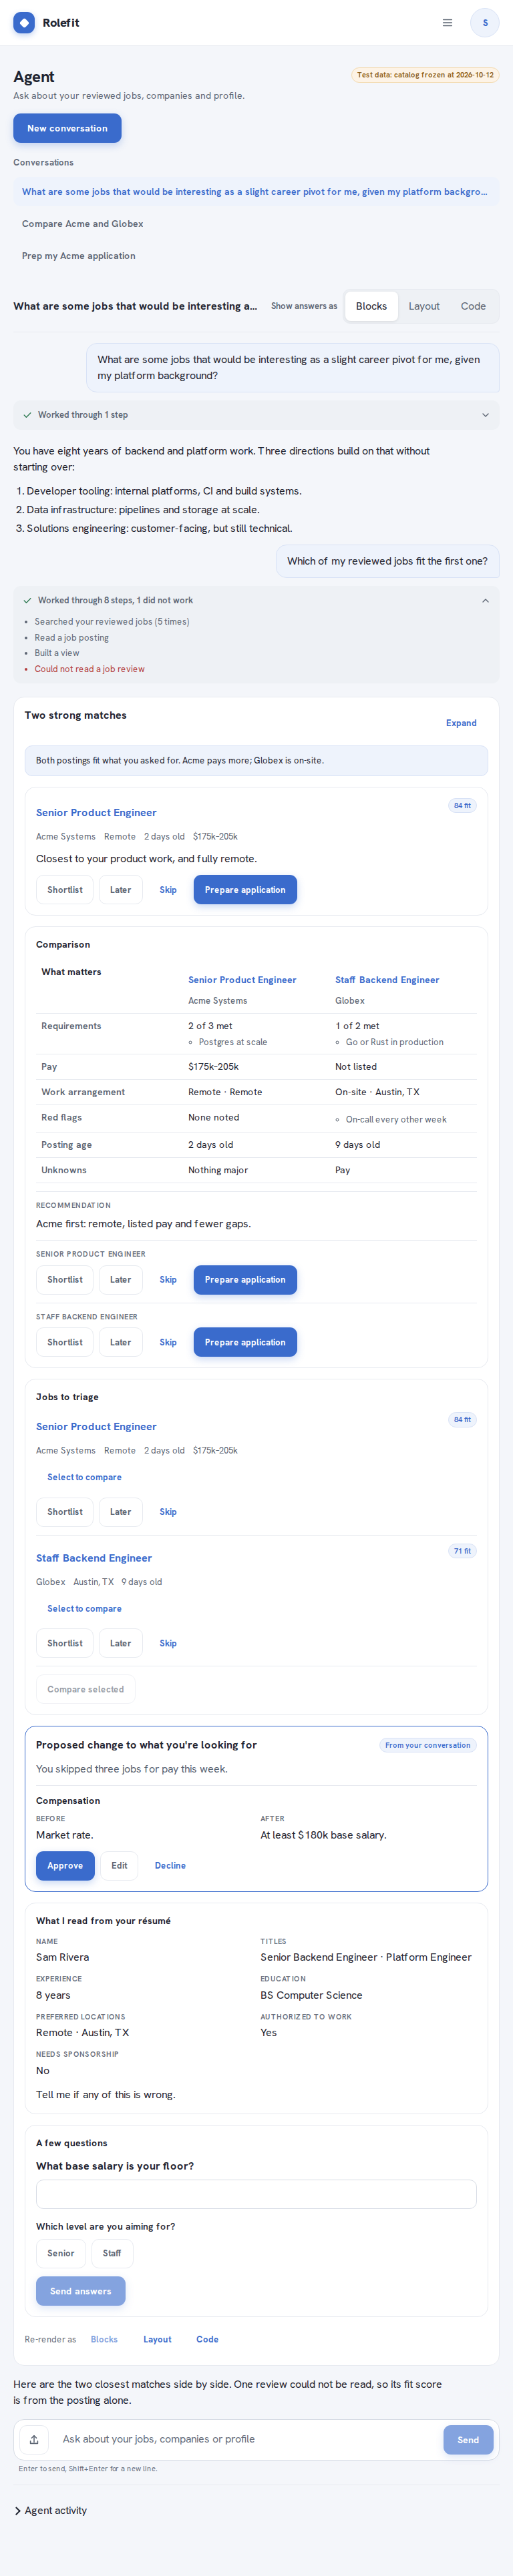 Rolefit
S
Agent
Test data: catalog frozen at 2026-10-12
Ask about your reviewed jobs, companies and profile.
New conversation
Conversations
What are some jobs that would be interesting as a slight career pivot for me, given my platform backgro...
Compare Acme and Globex
Prep my Acme application
What are some jobs that would be interesting a...
Show answers as
Blocks
Layout
Code
What are some jobs that would be interesting as a slight career pivot for me, given
my platform background?
Worked through 1 step
You have eight years of backend and platform work. Three directions build on that without
starting over:
1. Developer tooling: internal platforms, CI and build systems.
2. Data infrastructure: pipelines and storage at scale.
3. Solutions engineering: customer-facing, but still technical.
Which of my reviewed jobs fit the first one?
Worked through 8 steps, 1 did not work
• Searched your reviewed jobs (5 times)
• Read a job posting
• Built a view
• Could not read a job review
Two strong matches
Expand
Both postings fit what you asked for. Acme pays more; Globex is on-site.
Senior Product Engineer
84 fit
Acme Systems Remote 2 days old $175k–205k
Closest to your product work, and fully remote.
Shortlist Later Skip Prepare application
Comparison
What matters Senior Product Engineer Staff Backend Engineer
Acme Systems Globex
Requirements 2 of 3 met 1 of 2 met
Postgres at scale Go or Rust in production
Pay $175k–205k Not listed
Work arrangement Remote · Remote On-site · Austin, TX
Red flags None noted On-call every other week
Posting age 2 days old 9 days old
Unknowns Nothing major Pay
RECOMMENDATION
Acme first: remote, listed pay and fewer gaps.
SENIOR PRODUCT ENGINEER
Shortlist Later Skip Prepare application
STAFF BACKEND ENGINEER
Shortlist Later Skip Prepare application
Jobs to triage
Senior Product Engineer
84 fit
Acme Systems Remote 2 days old $175k–205k
Select to compare
Shortlist Later Skip
Staff Backend Engineer
71 fit
Globex Austin, TX 9 days old
Select to compare
Shortlist Later Skip
Compare selected
Proposed change to what you're looking for
From your conversation
You skipped three jobs for pay this week.
Compensation
BEFORE AFTER
Market rate. At least $180k base salary.
Approve Edit Decline
What I read from your résumé
NAME TITLES
Sam Rivera Senior Backend Engineer · Platform Engineer
EXPERIENCE EDUCATION
8 years BS Computer Science
PREFERRED LOCATIONS AUTHORIZED TO WORK
Remote · Austin, TX Yes
NEEDS SPONSORSHIP
No
Tell me if any of this is wrong.
A few questions
What base salary is your floor?
Which level are you aiming for?
Senior Staff
Send answers
Re-render as Blocks Layout Code
Here are the two closest matches side by side. One review could not be read, so its fit score
is from the posting alone.
Ask about your jobs, companies or profile
Send
Enter to send, Shift+Enter for a new line.
Agent activity